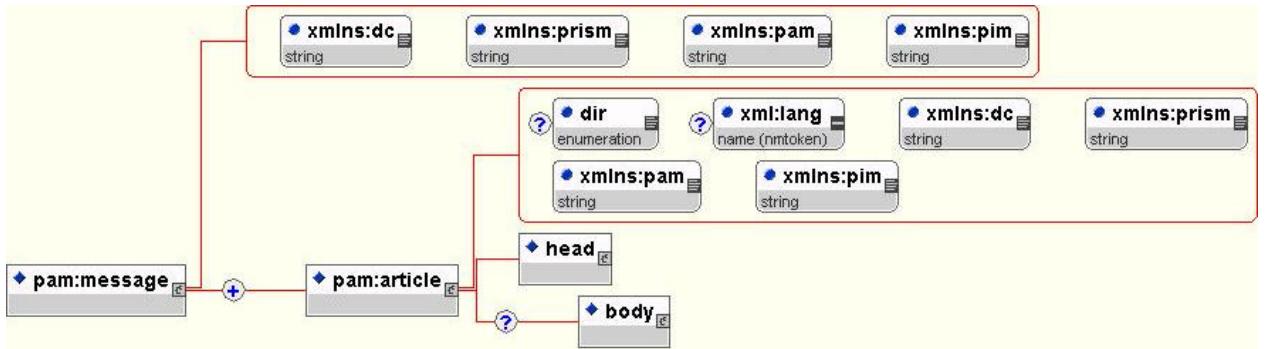 xmlns:dc xmlns:prism xmlns:pam xmlns:pim
string string string string
? dir ? xml:lang xmlns:dc xmlns:prism
enumeration name (nmtoken) string string
xmlns:pam xmlns:pim
string string
head
pam:message + pam:article
? body